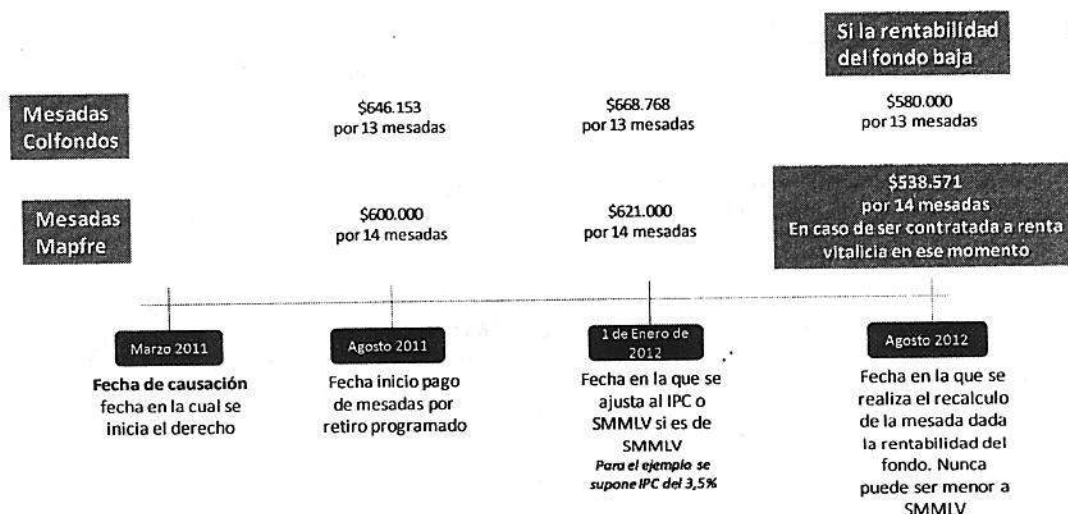 Si la rentabilidad
del fondo baja
Mesadas
Colfondos
$646.153
por 13 mesadas
$668.768
por 13 mesadas
$580.000
por 13 mesadas
Mesadas
Mapfre
$600.000
por 14 mesadas
$621.000
por 14 mesadas
$538.571
por 14 mesadas
En caso de ser contratada a renta
vitalicia en ese momento
Marzo 2011
Fecha de causación
fecha en la cual se
inicia el derecho
Agosto 2011
Fecha inicio pago
de mesadas por
retiro programado
1 de Enero de
2012
Fecha en la que se
ajusta al IPC o
SMMLV si es de
SMMLV
Para el ejemplo se
supone IPC del 3,5%
Agosto 2012
Fecha en la que se
realiza el recalculo
de la mesada dada
la rentabilidad del
fondo. Nunca
puede ser menor a
SMMLV